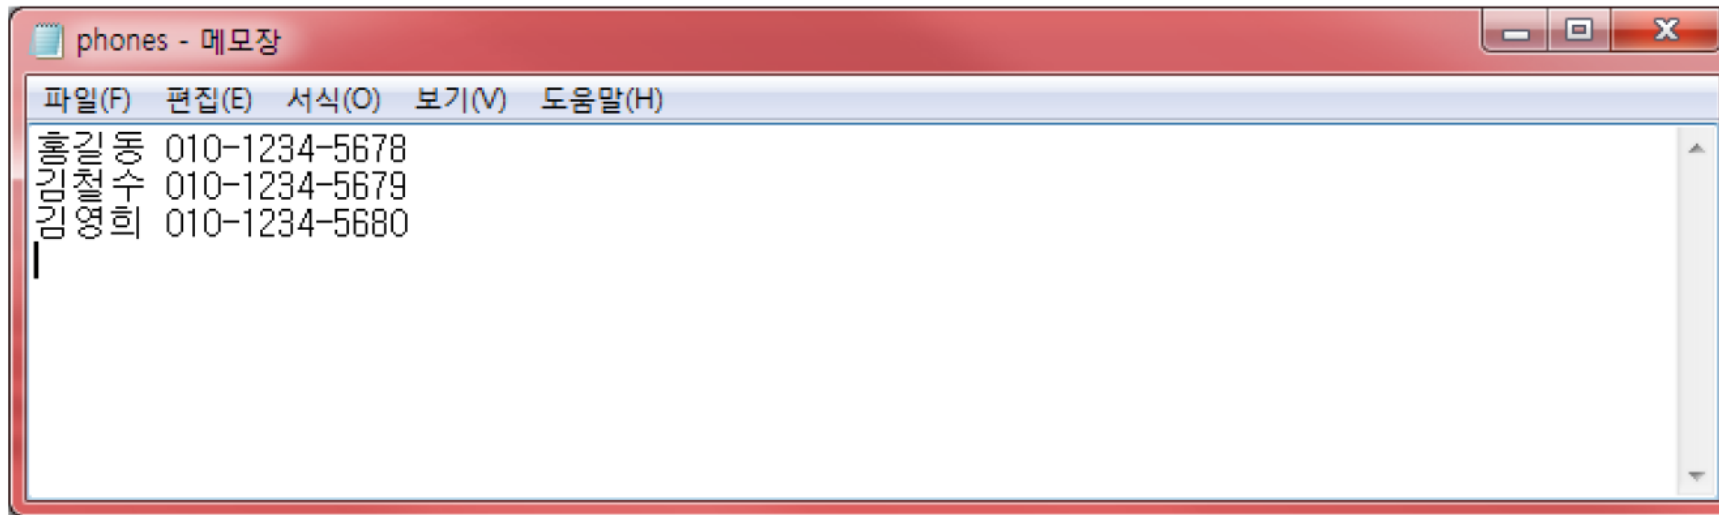 phones - 메모장
파일(F) 편집(E) 서식(O) 보기(V) 도움말(H)
홍길동 010-1234-5678
김철수 010-1234-5679
김영희 010-1234-5680